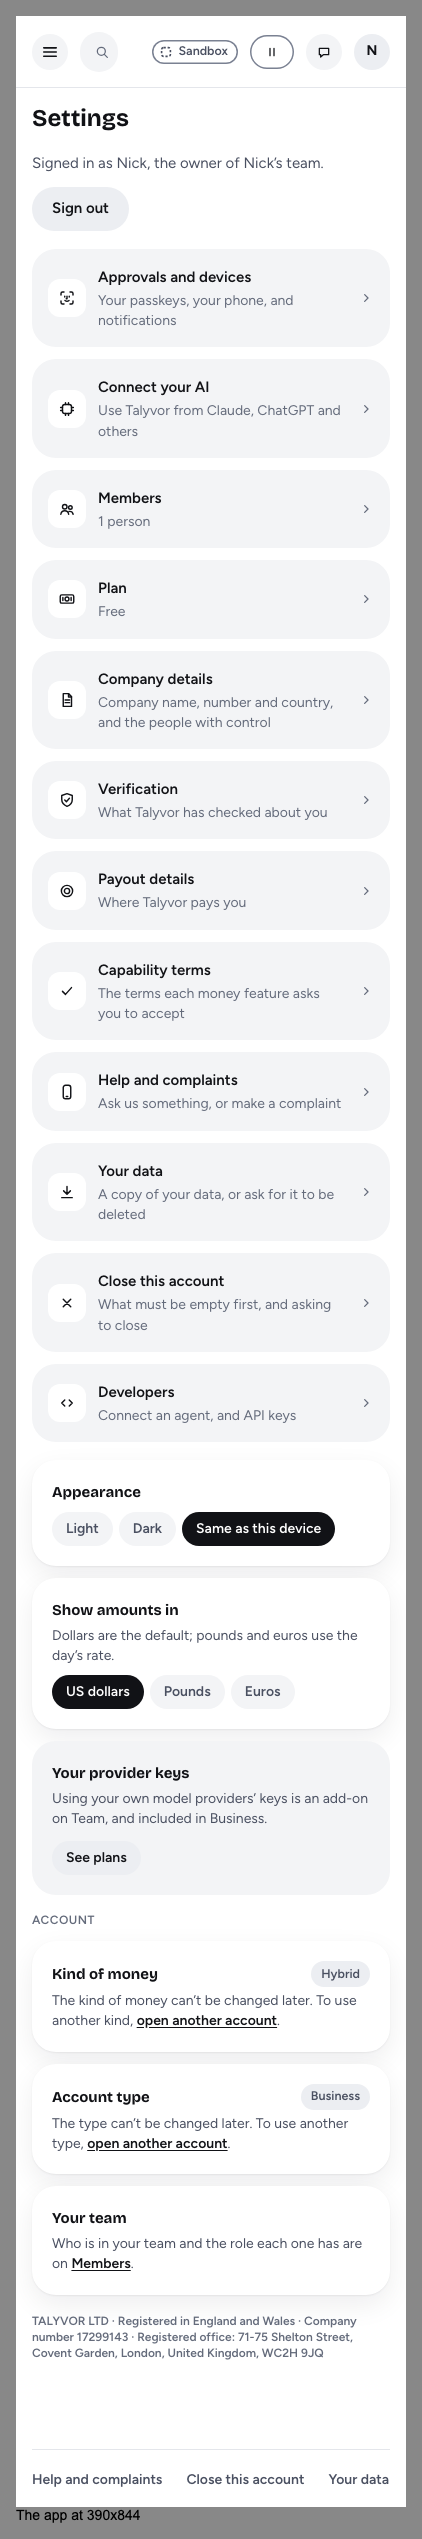 Sandbox
N
Settings
Signed in as Nick, the owner of Nick’s team.
Sign out
Approvals and devices
Your passkeys, your phone, and
notifications
Connect your AI
Use Talyvor from Claude, ChatGPT and
others
Members
1 person
Plan
Free
Company details
Company name, number and country,
and the people with control
Verification
What Talyvor has checked about you
Payout details
Where Talyvor pays you
Capability terms
The terms each money feature asks
you to accept
Help and complaints
Ask us something, or make a complaint
Your data
A copy of your data, or ask for it to be
deleted
Close this account
What must be empty first, and asking
to close
Developers
Connect an agent, and API keys
Appearance
Light Dark Same as this device
Show amounts in
Dollars are the default; pounds and euros use the
day’s rate.
US dollars Pounds Euros
Your provider keys
Using your own model providers’ keys is an add-on
on Team, and included in Business.
See plans
ACCOUNT
Kind of money Hybrid
The kind of money can’t be changed later. To use
another kind, open another account.
Account type Business
The type can’t be changed later. To use another
type, open another account.
Your team
Who is in your team and the role each one has are
on Members.
TALYVOR LTD · Registered in England and Wales · Company
number 17299143 · Registered office: 71-75 Shelton Street,
Covent Garden, London, United Kingdom, WC2H 9JQ
Help and complaints Close this account Your data
The app at 390x844